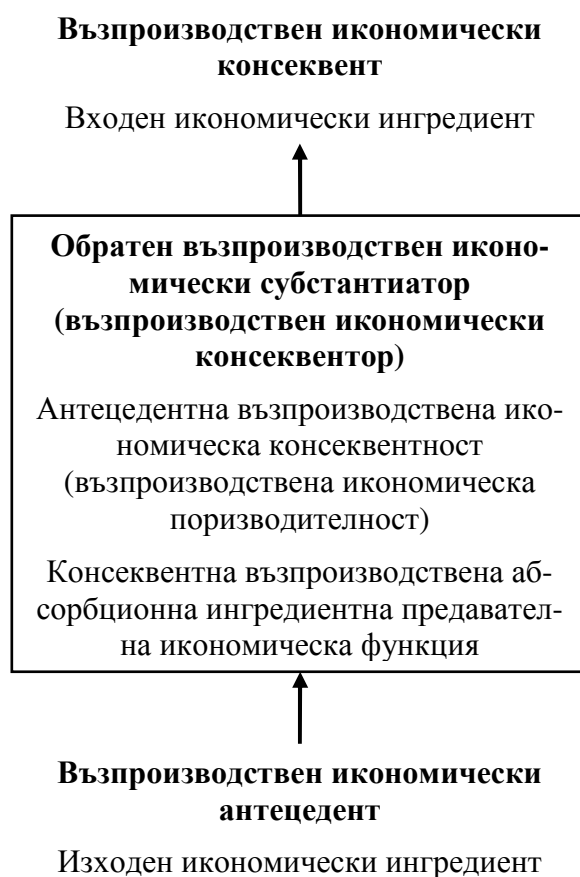 Възпроизводствен икономически
консеквент
Входен икономически ингредиент
Обратен възпроизводствен иконо-
мически субстантиатор
(възпроизводствен икономически
консеквентор)
Антецедентна възпроизводствена ико-
номическа консеквентност
(възпроизводствена икономическа
поризводителност)
Консеквентна възпроизводствена аб-
сорбционна ингредиентна предавател-
на икономическа функция
Възпроизводствен икономически
антецедент
Изходен икономически ингредиент